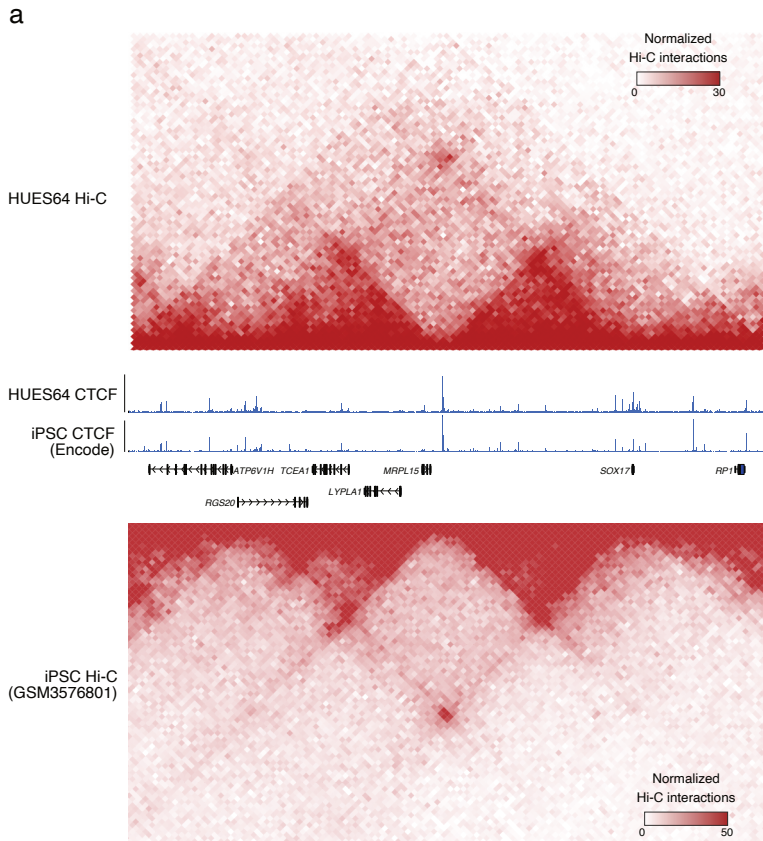 a
Normalized
Hi-C interactions
0 30
HUES64 Hi-C
HUES64 CTCF
iPSC CTCF
(Encode)
ATP6V1H TCEA1 MRPL15 SOX17 RP1
RGS20 LYPLA1
iPSC Hi-C
(GSM3576801)
Normalized
Hi-C interactions
0 50